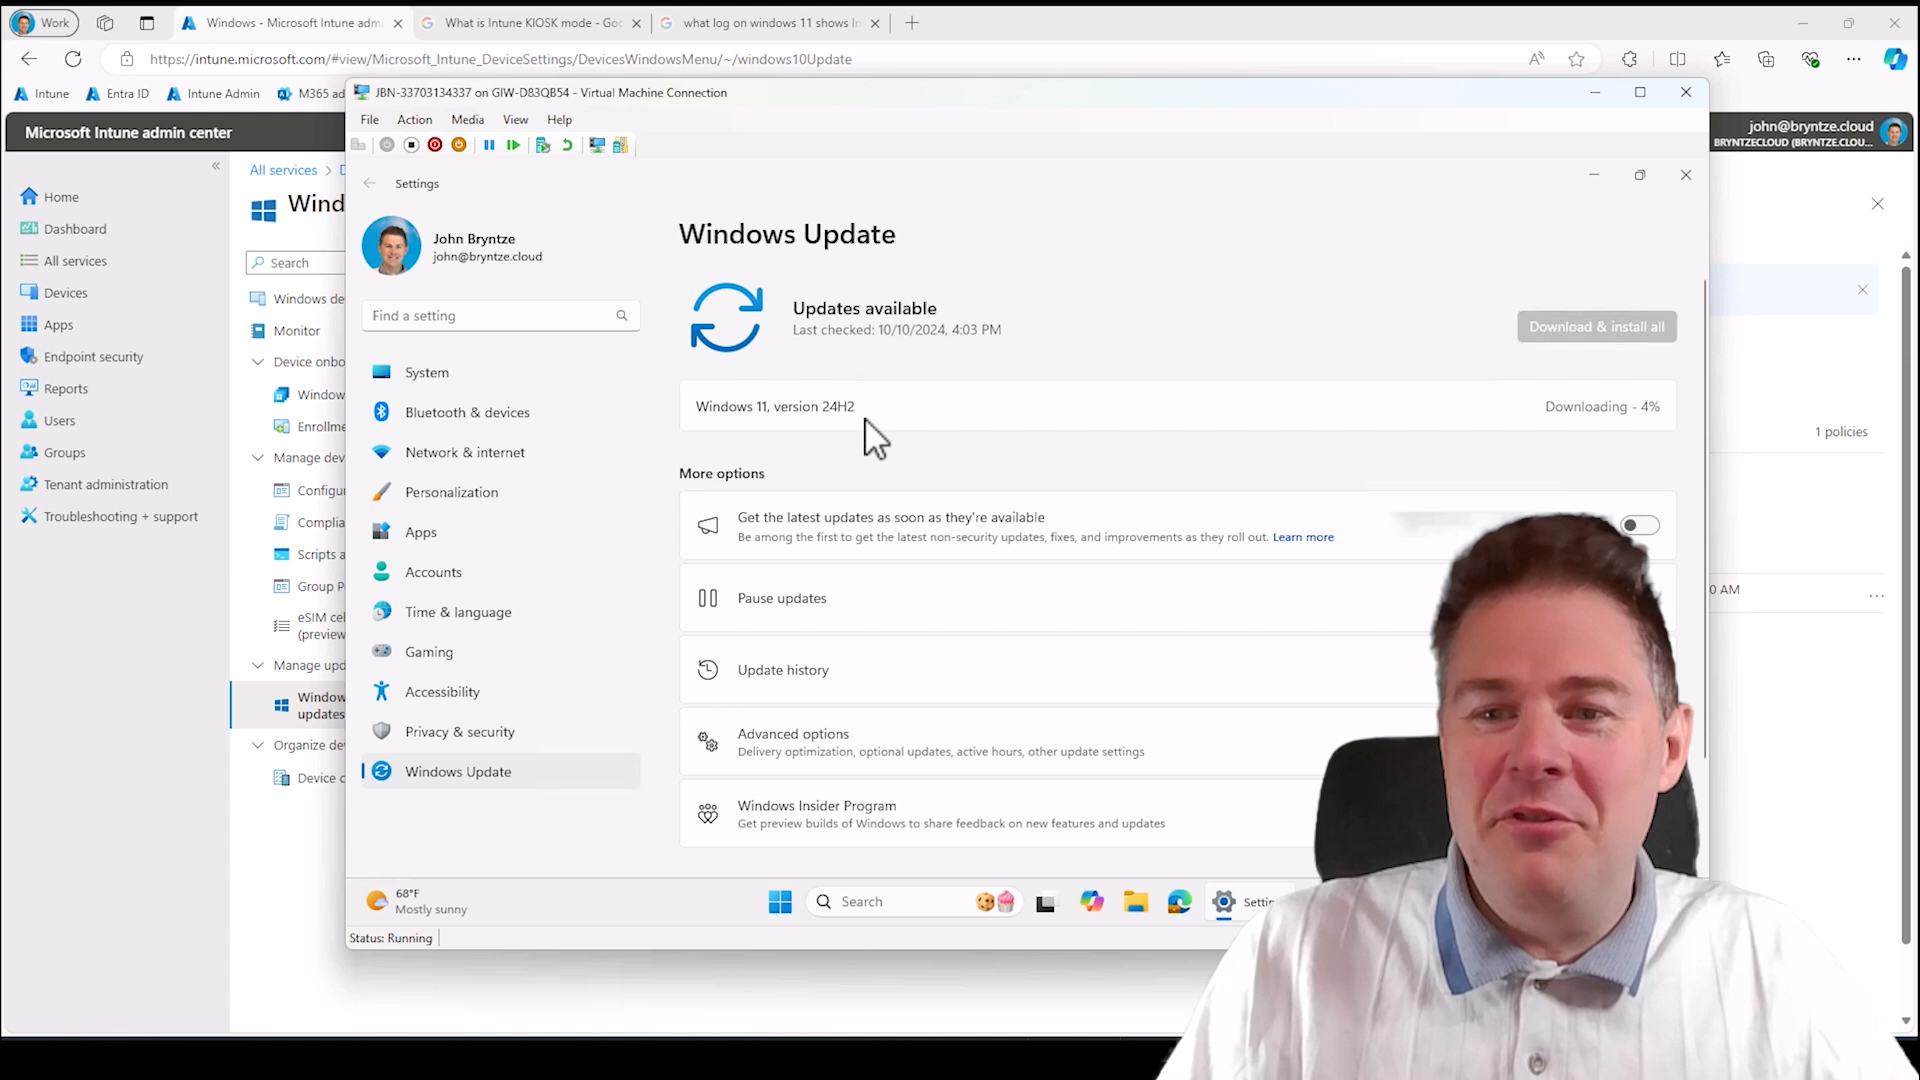 Work
Windows - Microsoft Intune admi
What is Intune KIOSK mode - Goo
what log on windows 11 shows In
https://intune.microsoft.com/#view/Microsoft_Intune_DeviceSettings/DevicesWindowsMenu/~/windows10Update
Intune
Entra ID
Intune Admin
M365 ad
JBN-33703134337 on GIW-D83QB54 - Virtual Machine Connection
File Action Media View Help
Microsoft Intune admin center
john@bryntze.cloud
BRYNTZECLOUD (BRYNTZE.CLOU...
Home
Dashboard
All services
Devices
Apps
Endpoint security
Reports
Users
Groups
Tenant administration
Troubleshooting + support
All services > D
Wind
Search
Windows de
Monitor
Device onbo
Window
Enrollme
Manage dev
Configu
Complia
Scripts a
Group P
eSIM cel
(preview
Manage upd
Window
updates
Organize de
Device c
Settings
John Bryntze
john@bryntze.cloud
Find a setting
System
Bluetooth & devices
Network & internet
Personalization
Apps
Accounts
Time & language
Gaming
Accessibility
Privacy & security
Windows Update
Windows Update
Updates available
Last checked: 10/10/2024, 4:03 PM
Download & install all
Windows 11, version 24H2
Downloading - 4%
More options
Get the latest updates as soon as they're available
Be among the first to get the latest non-security updates, fixes, and improvements as they roll out. Learn more
Pause updates
Update history
Advanced options
Delivery optimization, optional updates, active hours, other update settings
Windows Insider Program
Get preview builds of Windows to share feedback on new features and updates
1 policies
0 AM
68°F
Mostly sunny
Search
Settin
Status: Running